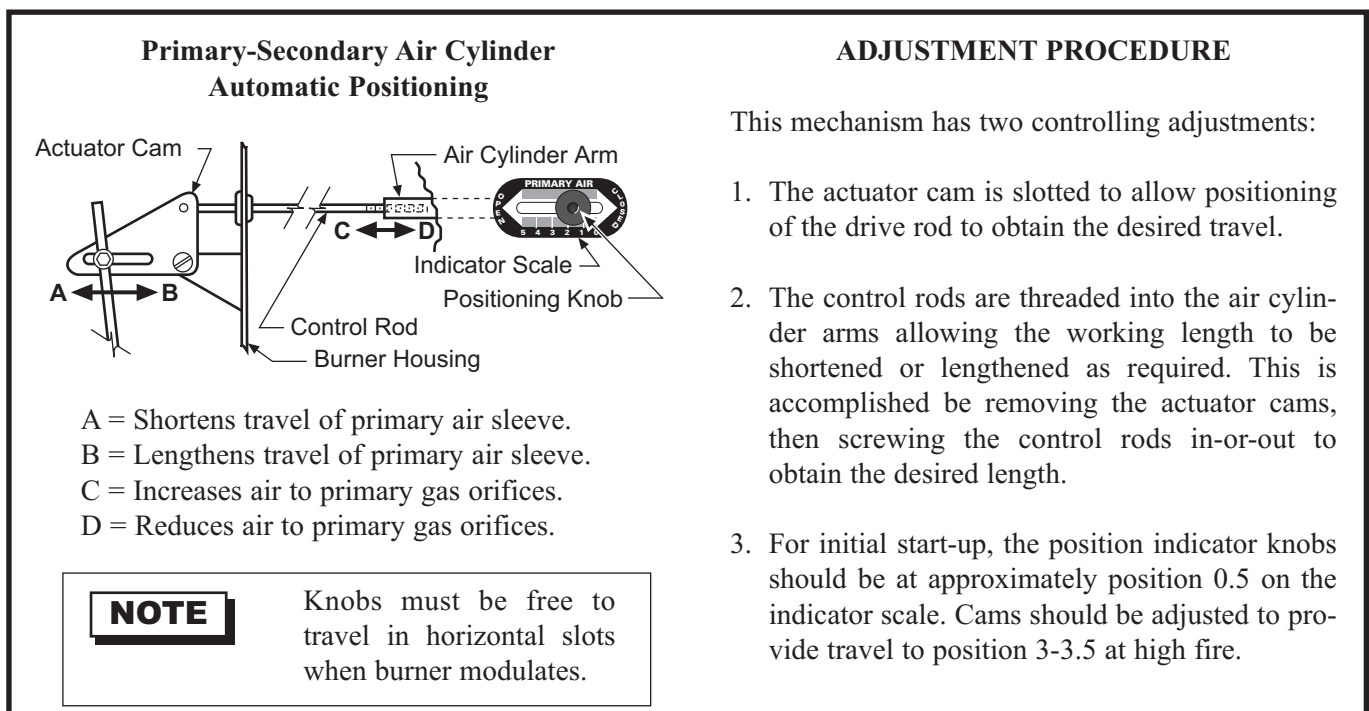 Primary-Secondary Air Cylinder
Automatic Positioning
Actuator Cam
Air Cylinder Arm
PRIMARY AIR
OPEN
CLOSED
5 4 3 2 1 0
C
D
Indicator Scale
Positioning Knob
A
B
Control Rod
Burner Housing
A = Shortens travel of primary air sleeve.
B = Lengthens travel of primary air sleeve.
C = Increases air to primary gas orifices.
D = Reduces air to primary gas orifices.
NOTE
Knobs must be free to
travel in horizontal slots
when burner modulates.
ADJUSTMENT PROCEDURE
This mechanism has two controlling adjustments:
1. The actuator cam is slotted to allow positioning
of the drive rod to obtain the desired travel.
2. The control rods are threaded into the air cylin-
der arms allowing the working length to be
shortened or lengthened as required. This is
accomplished be removing the actuator cams,
then screwing the control rods in-or-out to
obtain the desired length.
3. For initial start-up, the position indicator knobs
should be at approximately position 0.5 on the
indicator scale. Cams should be adjusted to pro-
vide travel to position 3-3.5 at high fire.